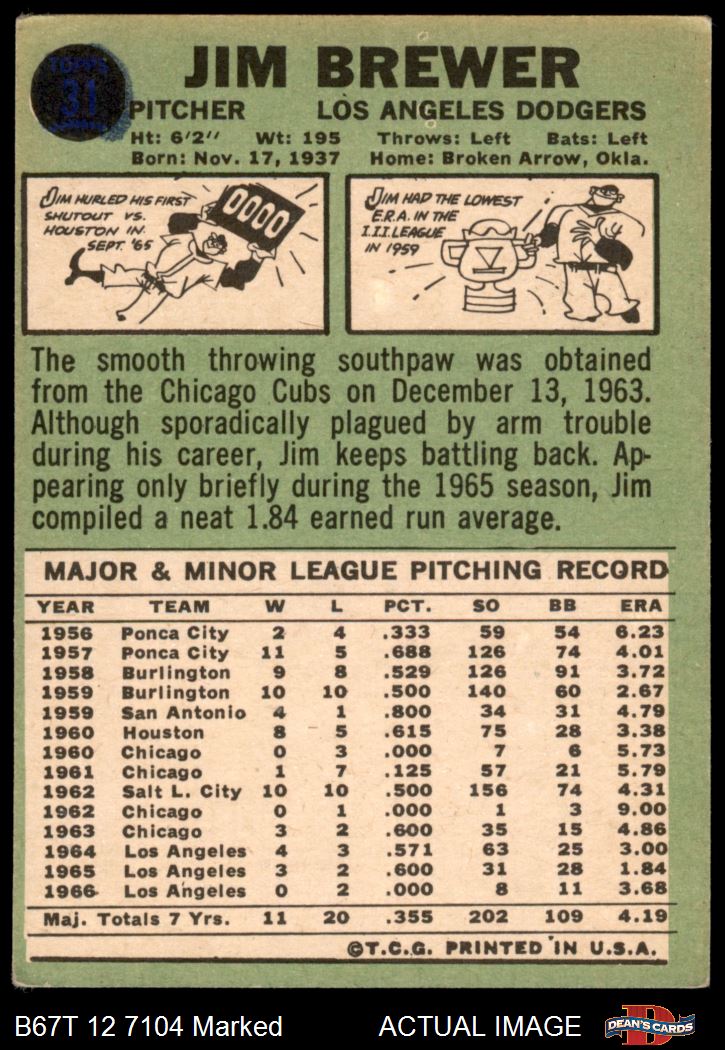 TOPPS
31
JIM BREWER
PITCHER LOS ANGELES DODGERS
Ht: 6'2" Wt: 195 Throws: Left Bats: Left
Born: Nov. 17, 1937 Home: Broken Arrow, Okla.
JIM HURLED HIS FIRST
SHUTOUT VS.
HOUSTON IN
SEPT. '65
0000
JIM HAD THE LOWEST
E.R.A. IN THE
I.I.I. LEAGUE
IN 1959
The smooth throwing southpaw was obtained
from the Chicago Cubs on December 13, 1963.
Although sporadically plagued by arm trouble
during his career, Jim keeps battling back. Ap-
pearing only briefly during the 1965 season, Jim
compiled a neat 1.84 earned run average.
MAJOR & MINOR LEAGUE PITCHING RECORD
YEAR TEAM W L PCT. SO BB ERA
1956 Ponca City 2 4 .333 59 54 6.23
1957 Ponca City 11 5 .688 126 74 4.01
1958 Burlington 9 8 .529 126 91 3.72
1959 Burlington 10 10 .500 140 60 2.67
1959 San Antonio 4 1 .800 34 31 4.79
1960 Houston 8 5 .615 75 28 3.38
1960 Chicago 0 3 .000 7 6 5.73
1961 Chicago 1 7 .125 57 21 5.79
1962 Salt L. City 10 10 .500 156 74 4.31
1962 Chicago 0 1 .000 1 3 9.00
1963 Chicago 3 2 .600 35 15 4.86
1964 Los Angeles 4 3 .571 63 25 3.00
1965 Los Angeles 3 2 .600 31 28 1.84
1966 Los Angeles 0 2 .000 8 11 3.68
Maj. Totals 7 Yrs. 11 20 .355 202 109 4.19
©T.C.G. PRINTED IN U.S.A.
B67T 12 7104 Marked ACTUAL IMAGE
D
DEAN'S CARDS